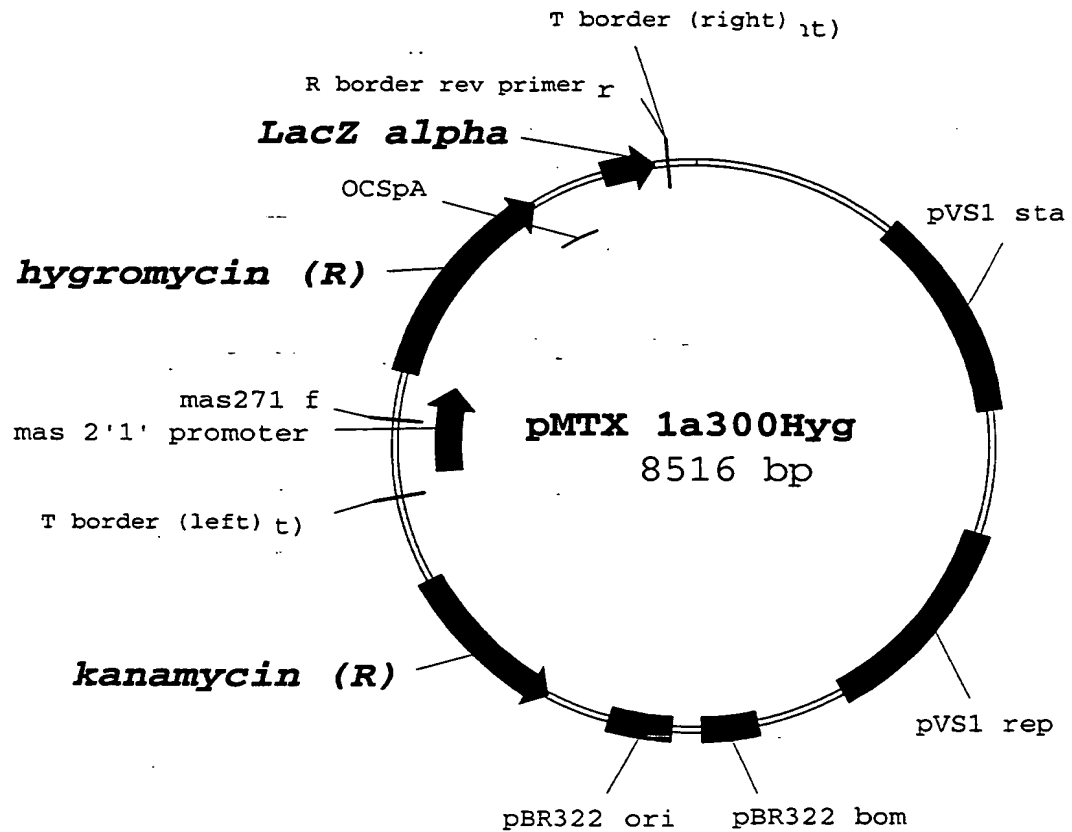 T border (right) ıt)
R border rev primer r
LacZ alpha
OCSpA
pVS1 sta
hygromycin (R)
mas271 f
mas 2'1' promoter
pMTX 1a300Hyg
8516 bp
T border (left) t)
kanamycin (R)
pVS1 rep
pBR322 ori
pBR322 bom